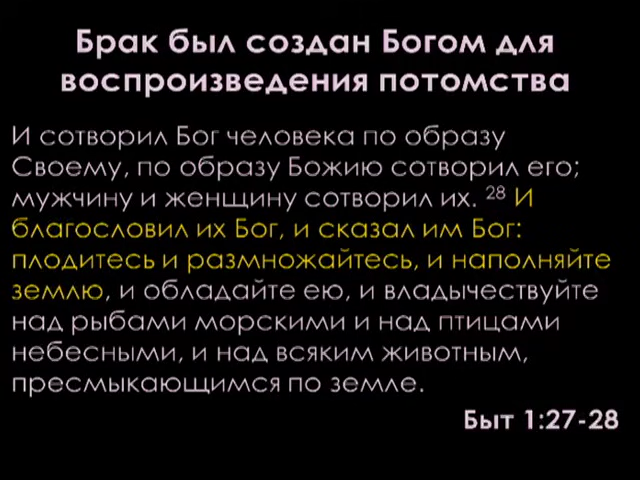 Брак был создан Богом для
воспроизведения потомства
И сотворил Бог человека по образу
Своему, по образу Божию сотворил его;
мужчину и женщину сотворил их. 28 И
благословил их Бог, и сказал им Бог:
плодитесь и размножайтесь, и наполняйте
землю, и обладайте ею, и владычествуйте
над рыбами морскими и над птицами
небесными, и над всяким животным,
пресмыкающимся по земле.
Быт 1:27-28